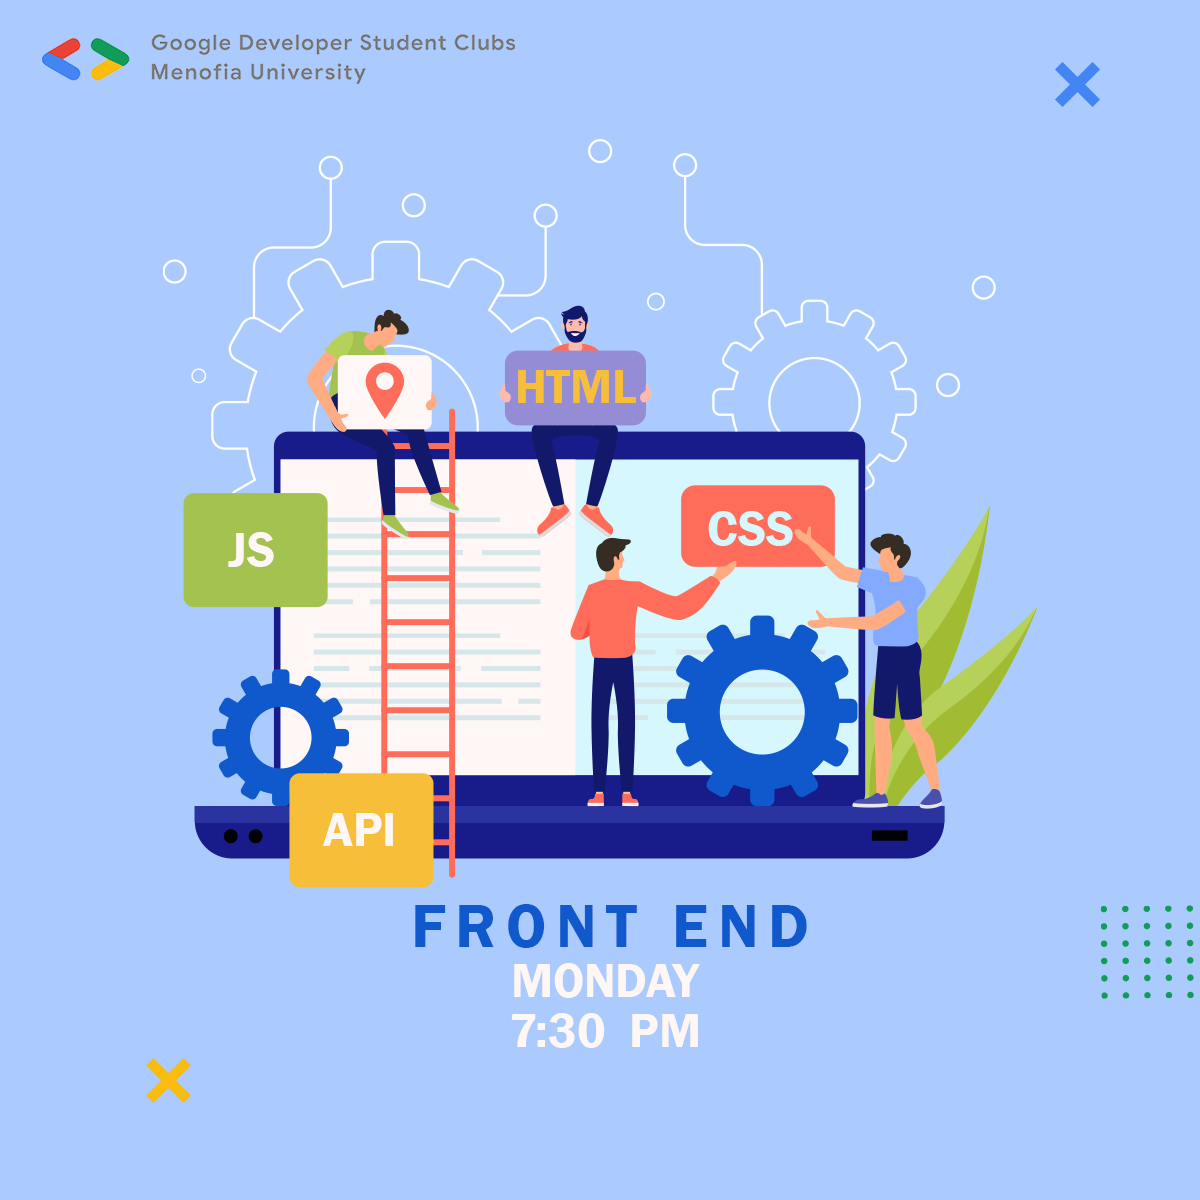 Google Developer Student Clubs
Menofia University
HTML
CSS
JS
API
FRONT END
MONDAY
7:30 PM